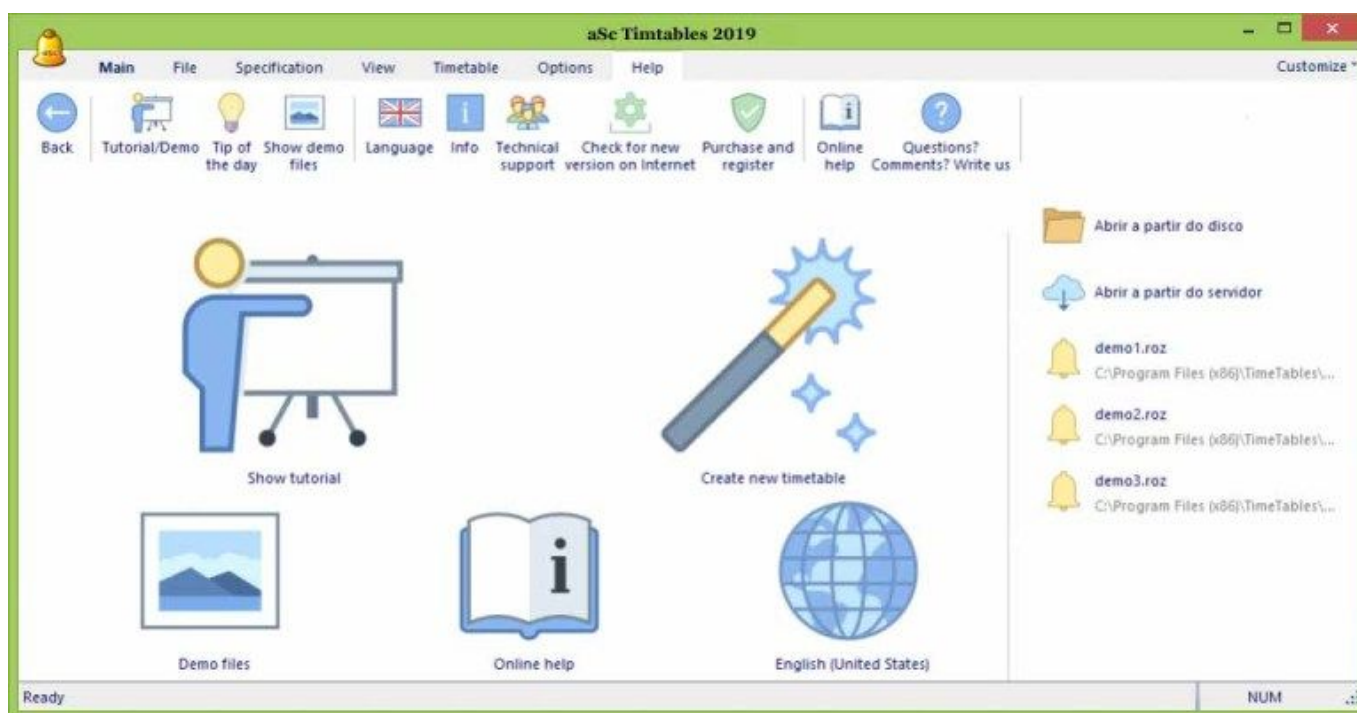 aSc Timtables 2019
Main File Specification View Timetable Options Help Customize
Back
Tutorial/Demo
Tip of
the day
Show demo
files
Language
Info
Technical
support
Check for new
version on Internet
Purchase and
register
Online
help
Questions?
Comments? Write us
Show tutorial
Create new timetable
Demo files
Online help
English (United States)
Abrir a partir do disco
Abrir a partir do servidor
demo1.roz
C:\Program Files (x86)\TimeTables\...
demo2.roz
C:\Program Files (x86)\TimeTables\...
demo3.roz
C:\Program Files (x86)\TimeTables\...
Ready
NUM